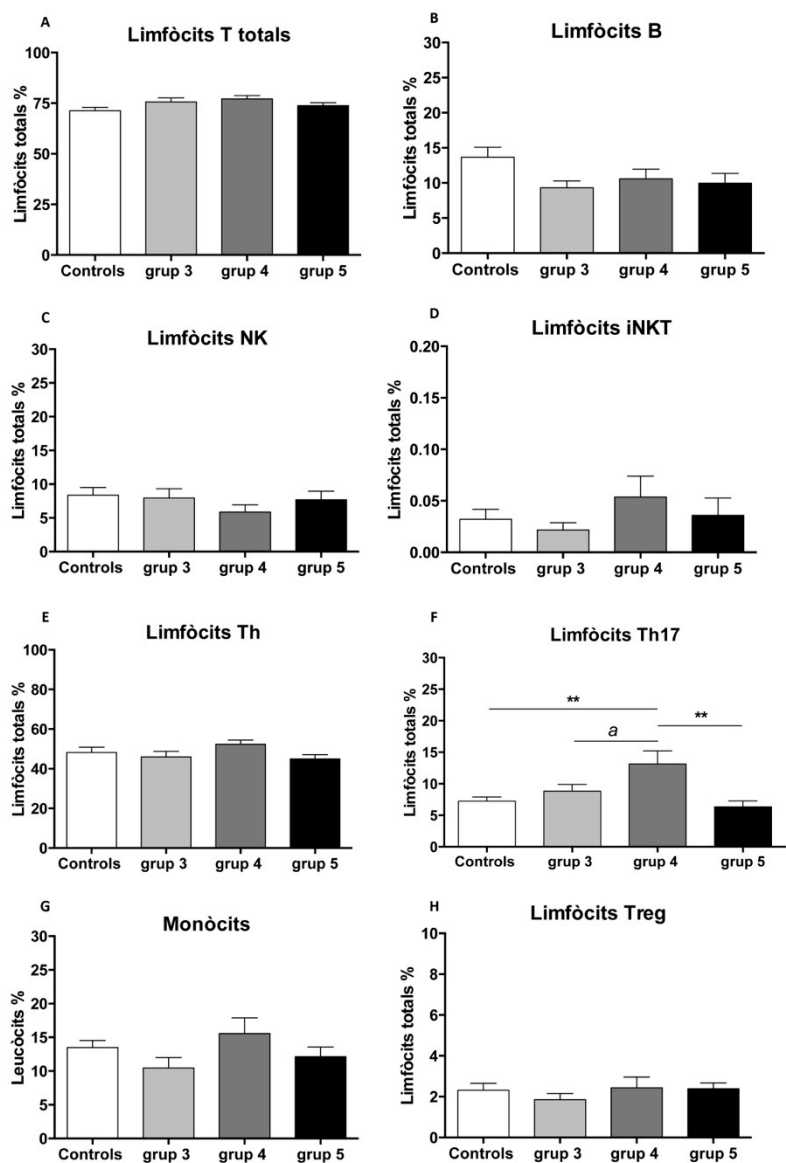 A
Limfòcits T totals
Limfòcits totals %
100
75
50
25
0
Controls grup 3 grup 4 grup 5
B
Limfòcits B
Limfòcits totals %
30
25
20
15
10
5
0
Controls grup 3 grup 4 grup 5
C
Limfòcits NK
Limfòcits totals %
30
25
20
15
10
5
0
Controls grup 3 grup 4 grup 5
D
Limfòcits iNKT
Limfòcits totals %
0.20
0.15
0.10
0.05
0.00
Controls grup 3 grup 4 grup 5
E
Limfòcits Th
Limfòcits totals %
100
80
60
40
20
0
Controls grup 3 grup 4 grup 5
F
Limfòcits Th17
Limfòcits totals %
30
25
20
15
10
5
0
**
a
**
Controls grup 3 grup 4 grup 5
G
Monòcits
Leucòcits %
30
25
20
15
10
5
0
Controls grup 3 grup 4 grup 5
H
Limfòcits Treg
Limfòcits totals %
10
8
6
4
2
0
Controls grup 3 grup 4 grup 5